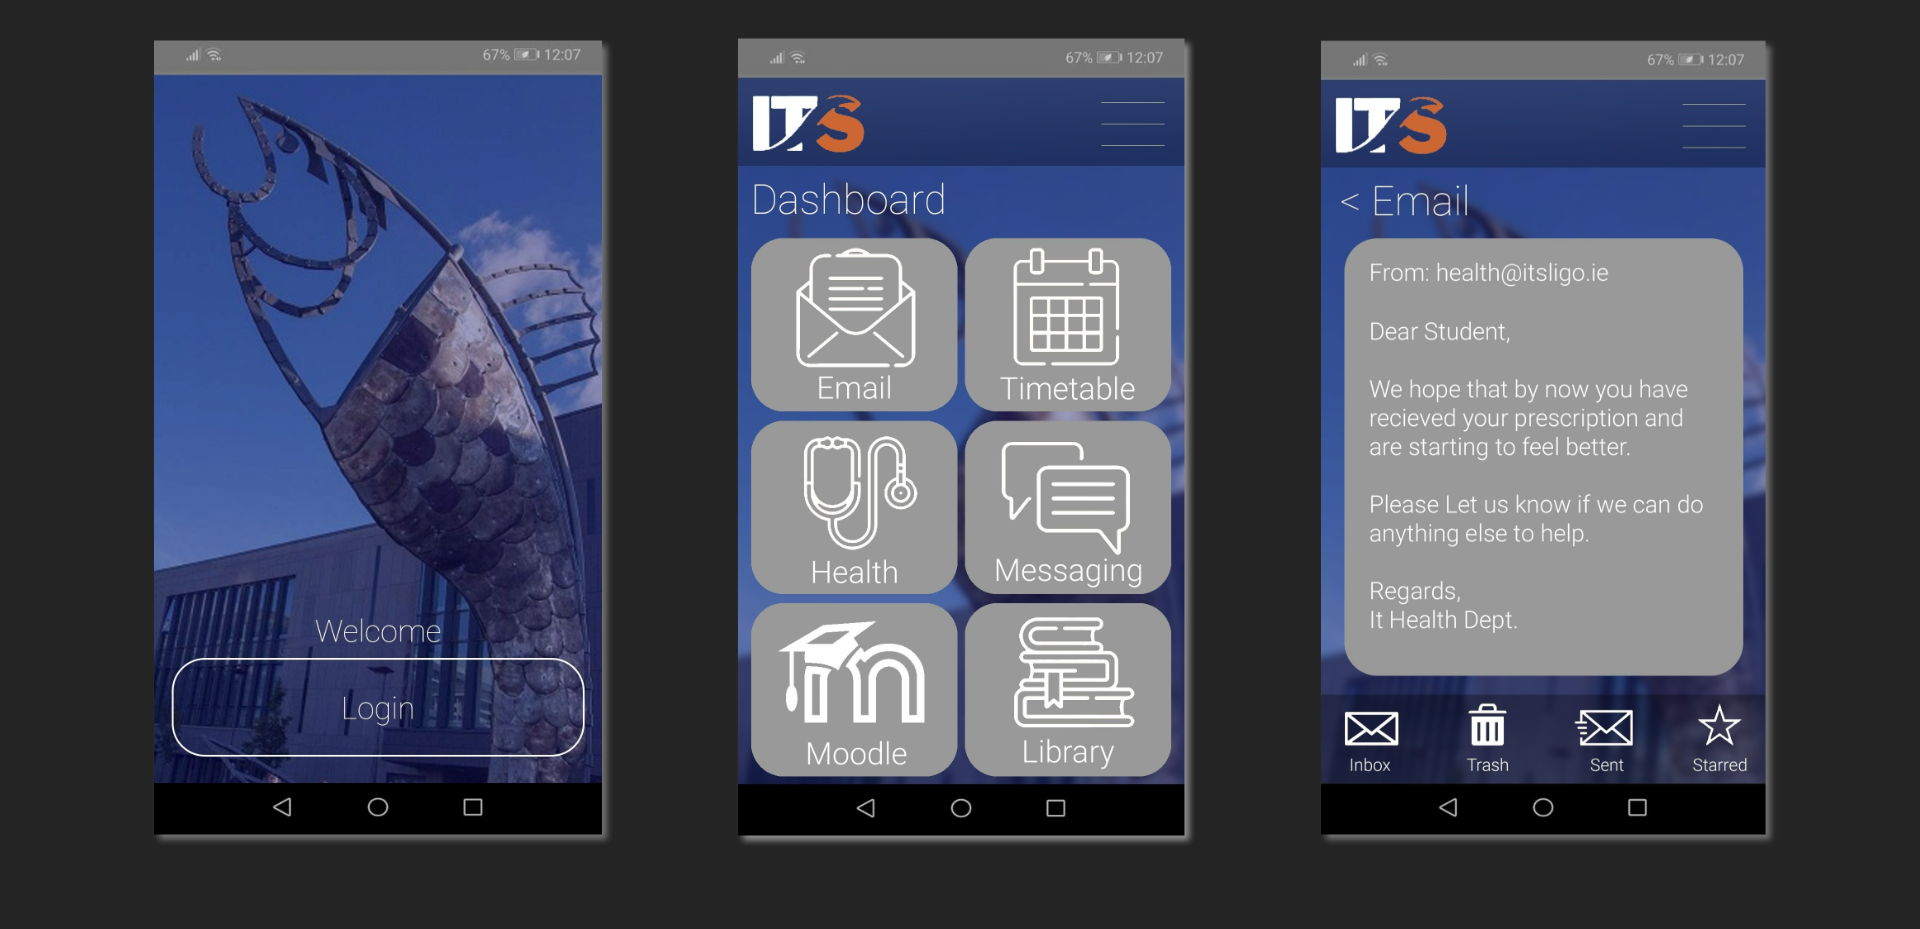 67% 12:07
Welcome
Login
67% 12:07
ITS
Dashboard
Email
Timetable
Health
Messaging
Moodle
Library
67% 12:07
ITS
< Email
From: health@itsligo.ie
Dear Student,
We hope that by now you have
recieved your prescription and
are starting to feel better.
Please Let us know if we can do
anything else to help.
Regards,
It Health Dept.
Inbox
Trash
Sent
Starred